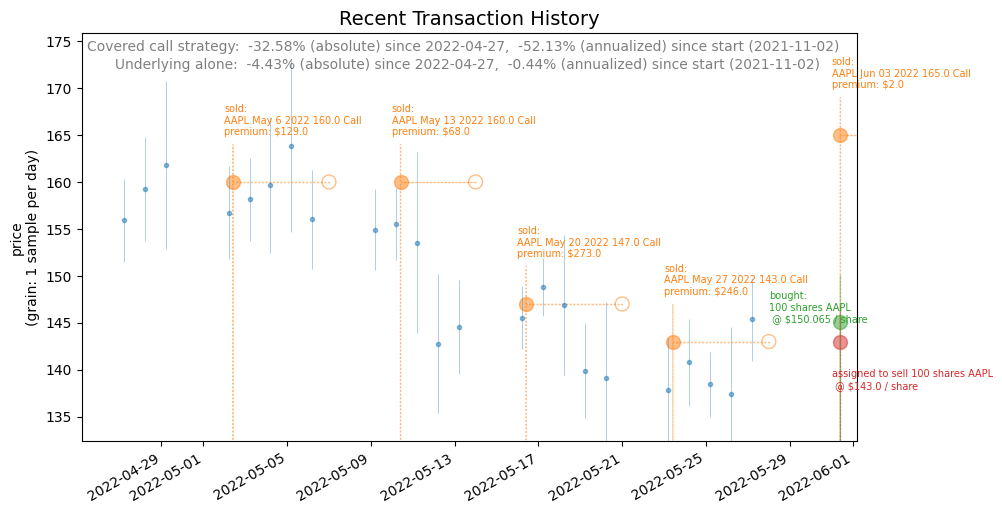 Recent Transaction History
Covered call strategy:  -32.58% (absolute) since 2022-04-27,  -52.13% (annualized) since start (2021-11-02)
Underlying alone:  -4.43% (absolute) since 2022-04-27,  -0.44% (annualized) since start (2021-11-02)
sold:
AAPL May 6 2022 160.0 Call
premium: $129.0
sold:
AAPL May 13 2022 160.0 Call
premium: $68.0
sold:
AAPL May 20 2022 147.0 Call
premium: $273.0
sold:
AAPL May 27 2022 143.0 Call
premium: $246.0
sold:
AAPL Jun 03 2022 165.0 Call
premium: $2.0
bought:
100 shares AAPL
@ $150.065 / share
assigned to sell 100 shares AAPL
@ $143.0 / share
price
(grain: 1 sample per day)
175
170
165
160
155
150
145
140
135
2022-04-29
2022-05-01
2022-05-05
2022-05-09
2022-05-13
2022-05-17
2022-05-21
2022-05-25
2022-05-29
2022-06-01